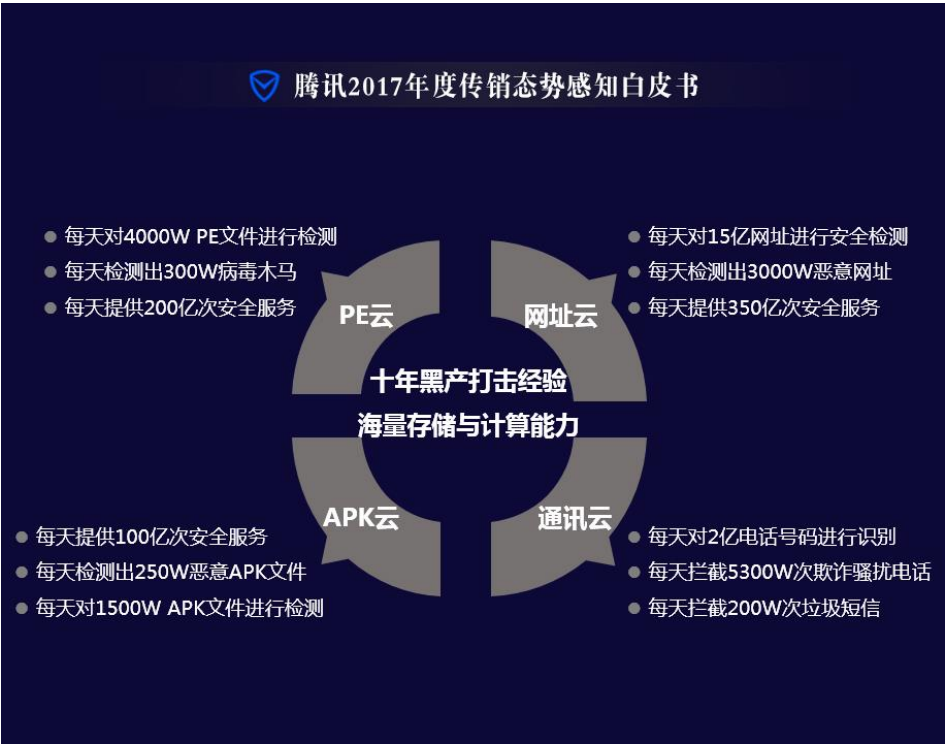 腾讯2017年度传销态势感知白皮书
每天对4000W PE文件进行检测
每天检测出300W病毒木马
每天提供200亿次安全服务
PE云
每天对15亿网址进行安全检测
每天检测出3000W恶意网址
每天提供350亿次安全服务
网址云
十年黑产打击经验
海量存储与计算能力
APK云
每天提供100亿次安全服务
每天检测出250W恶意APK文件
每天对1500W APK文件进行检测
通讯云
每天对2亿电话号码进行识别
每天拦截5300W次欺诈骚扰电话
每天拦截200W次垃圾短信